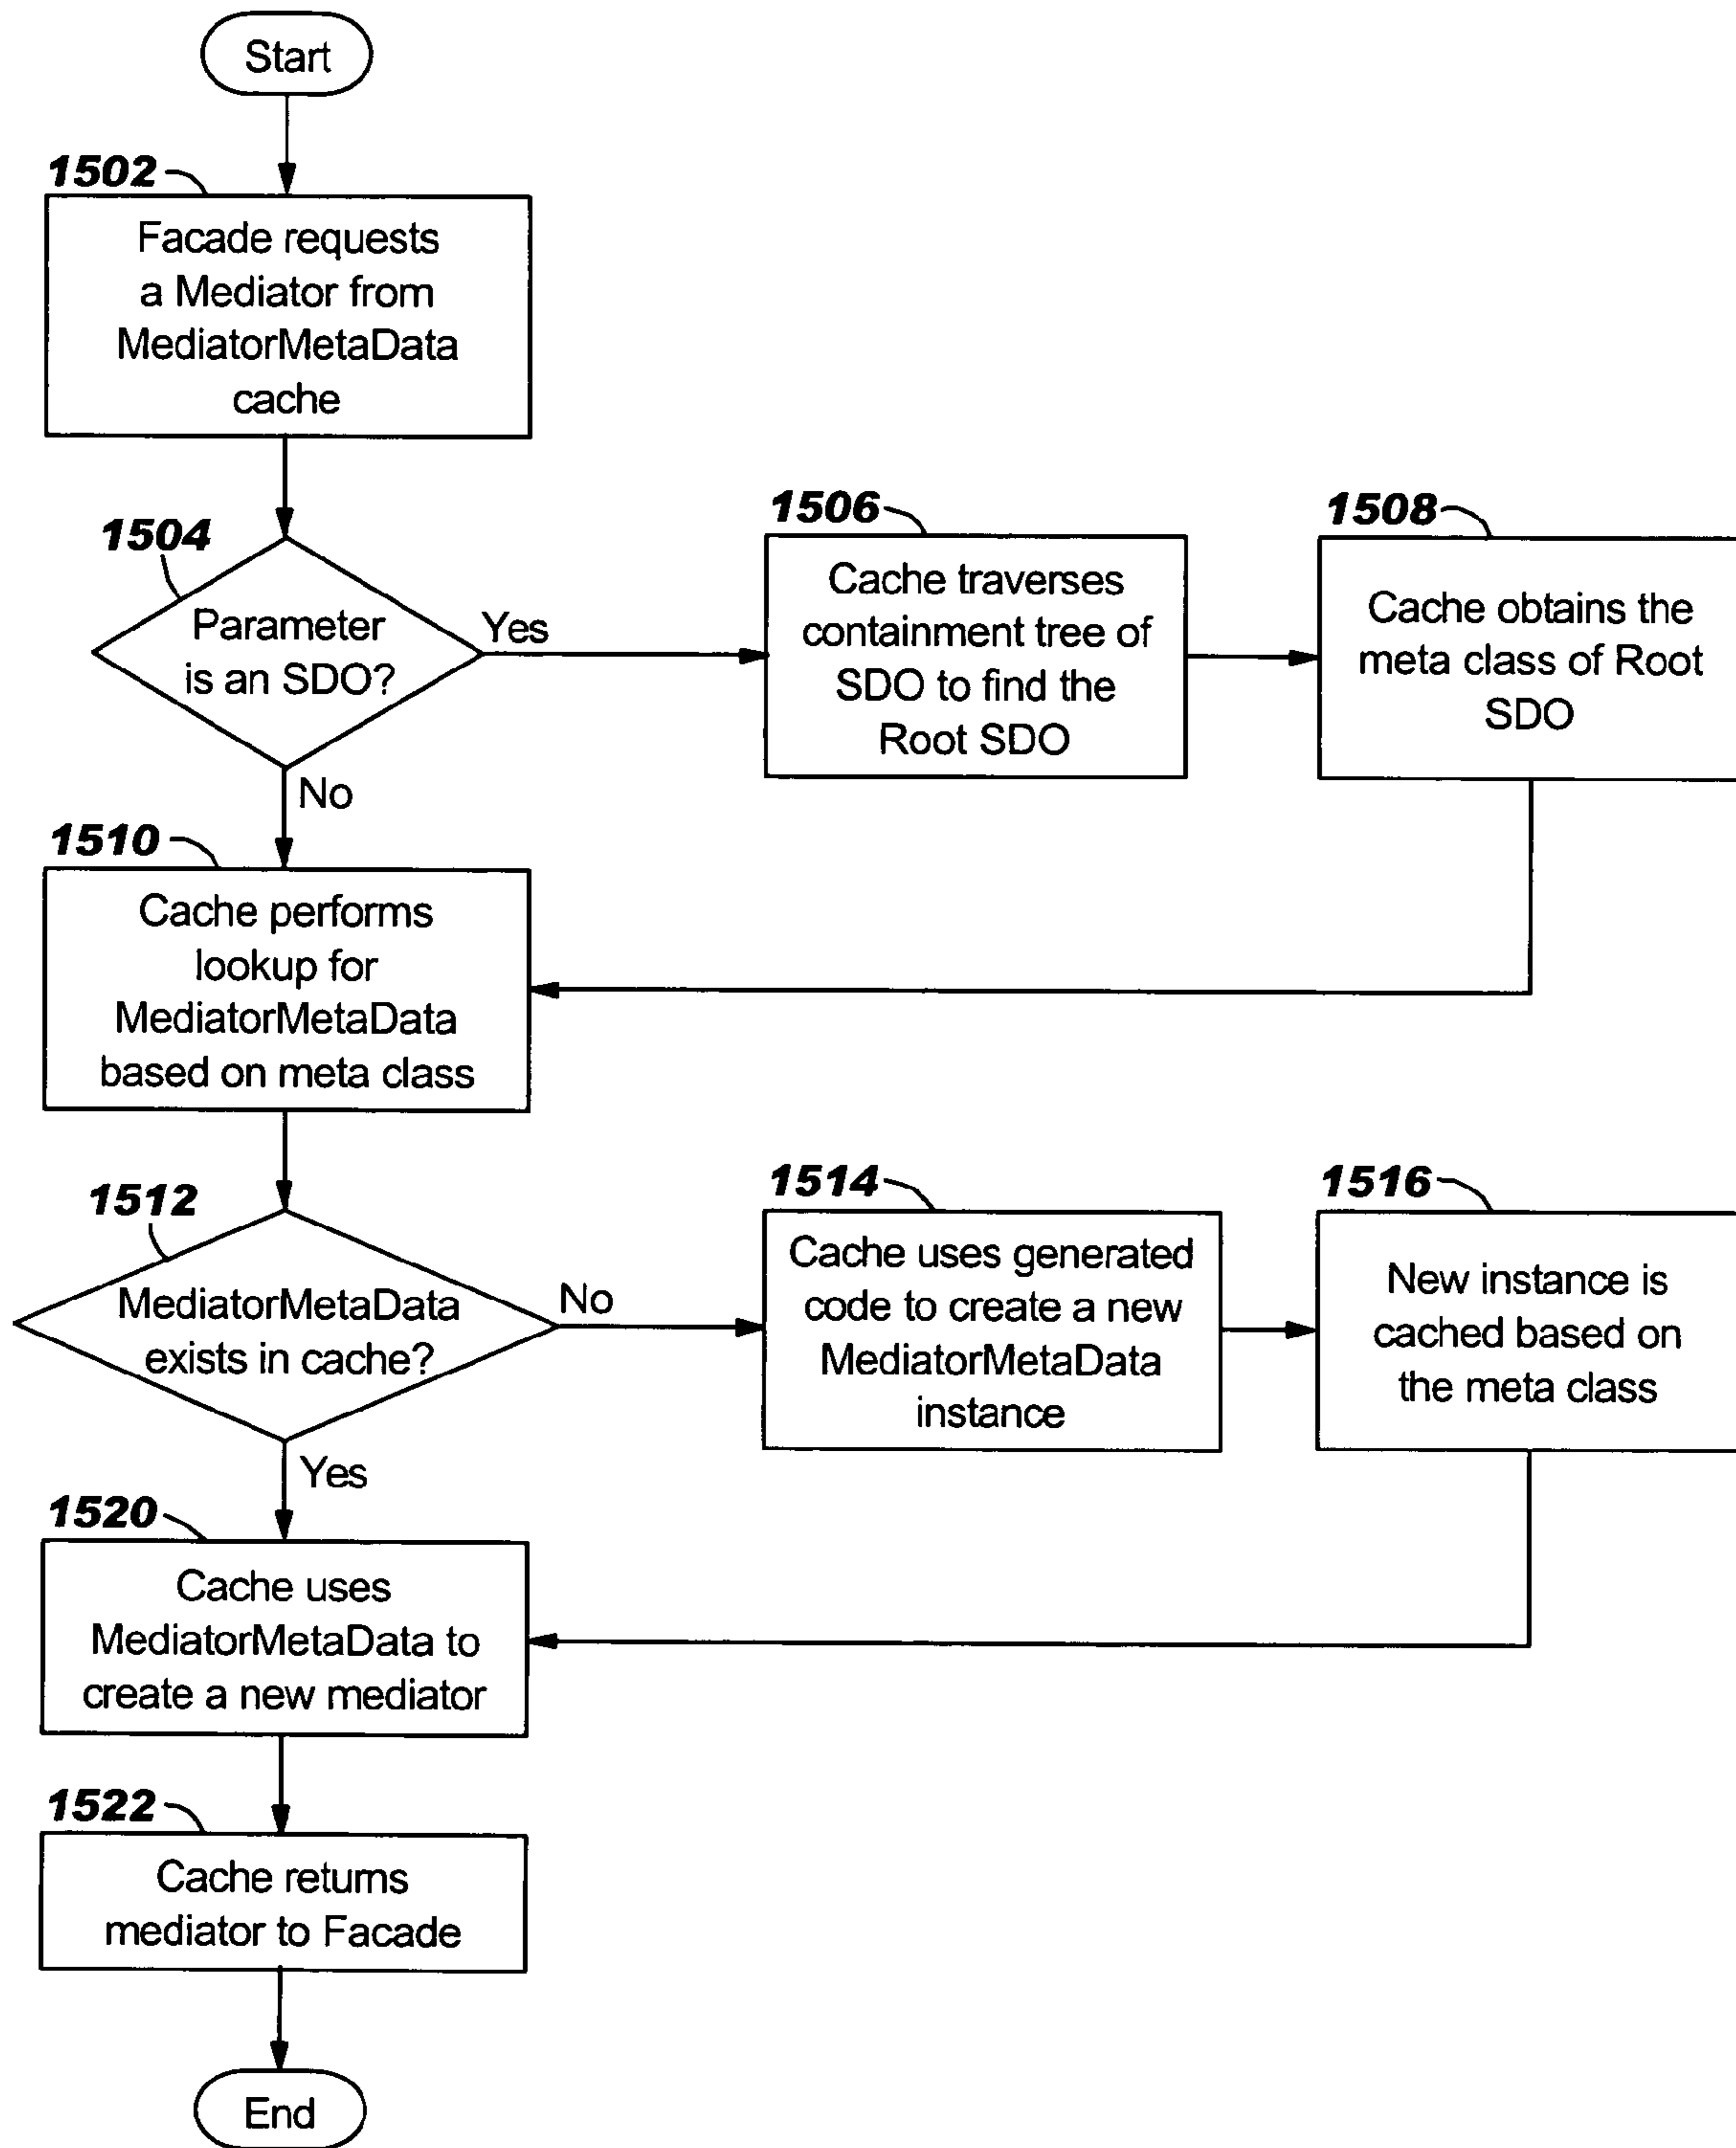 Start
1502
Facade requests
a Mediator from
MediatorMetaData
cache
1504
Parameter
is an SDO?
Yes
No
1506
Cache traverses
containment tree of
SDO to find the
Root SDO
1508
Cache obtains the
meta class of Root
SDO
1510
Cache performs
lookup for
MediatorMetaData
based on meta class
1512
MediatorMetaData
exists in cache?
No
Yes
1514
Cache uses generated
code to create a new
MediatorMetaData
instance
1516
New instance is
cached based on
the meta class
1520
Cache uses
MediatorMetaData to
create a new mediator
1522
Cache returns
mediator to Facade
End